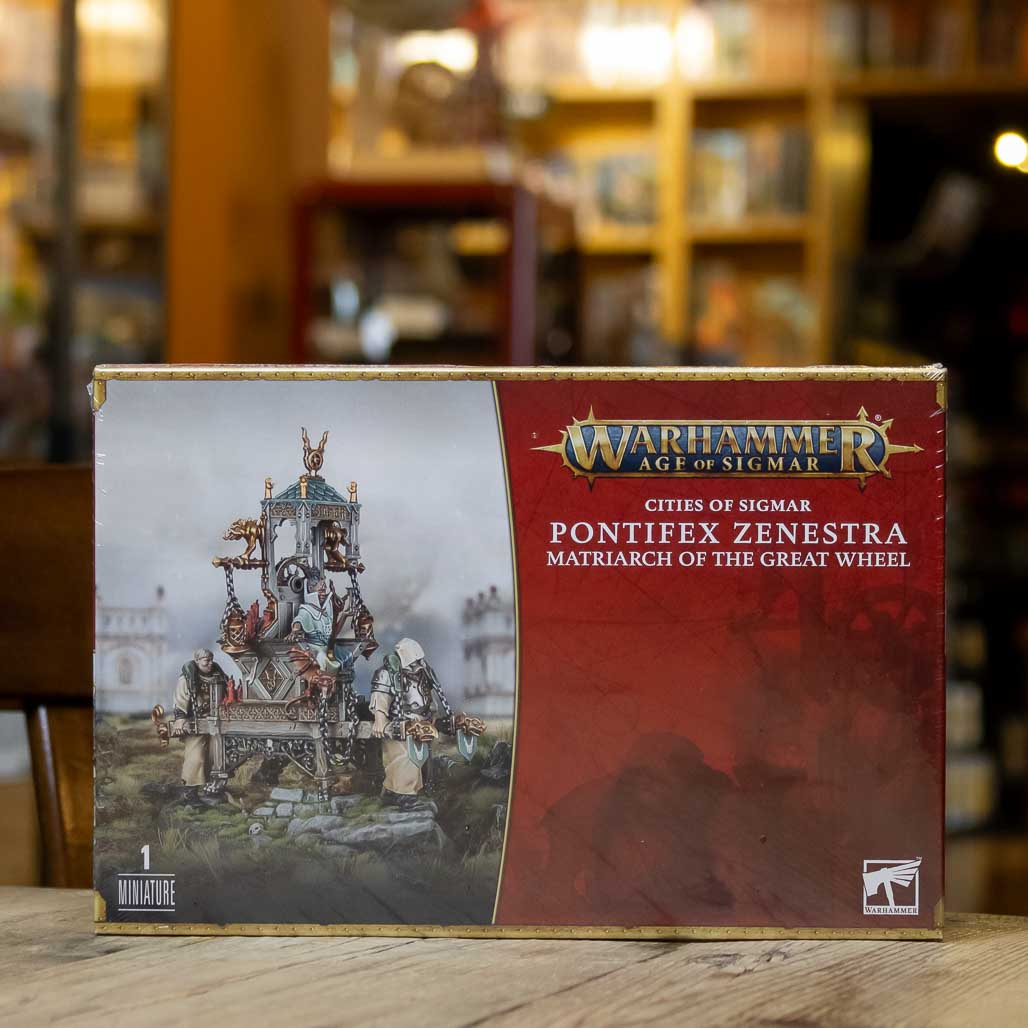 WARHAMMER®
AGE OF SIGMAR
CITIES OF SIGMAR
PONTIFEX ZENESTRA
MATRIARCH OF THE GREAT WHEEL
1
MINIATURE
WARHAMMER